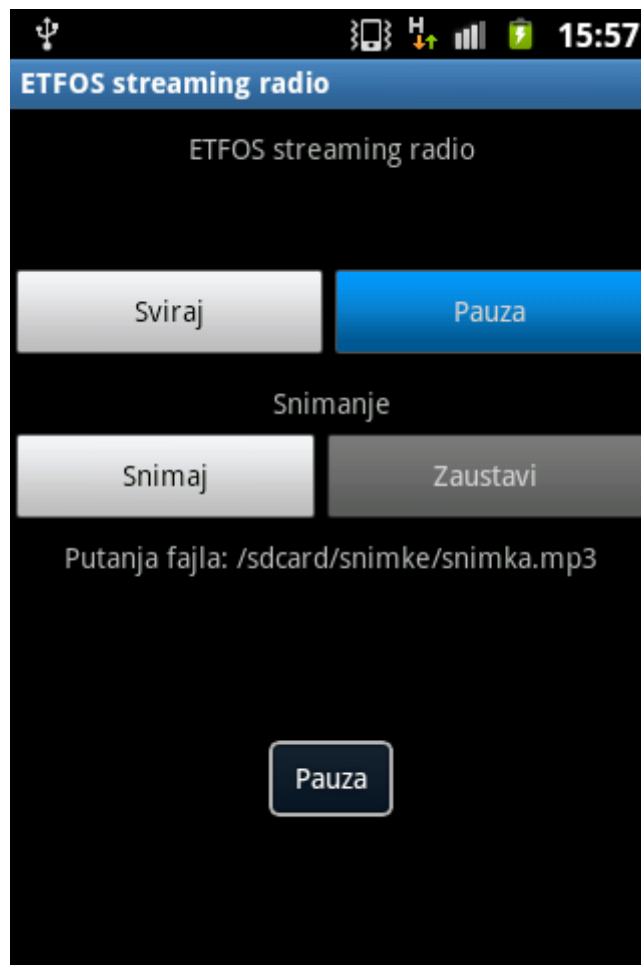 H 15:57
ETFOS streaming radio
ETFOS streaming radio
Sviraj Pauza
Snimanje
Snimaj Zaustavi
Putanja fajla: /sdcard/snimke/snimka.mp3
Pauza